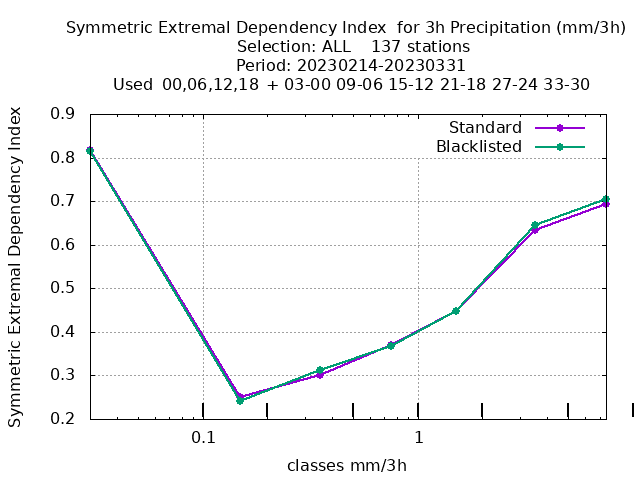 Symmetric Extremal Dependency Index  for 3h Precipitation (mm/3h)
Selection: ALL    137 stations
Period: 20230214-20230331
Used  00,06,12,18  + 03-00 09-06 15-12 21-18 27-24 33-30
Symmetric Extremal Dependency Index
0.9
0.8
0.7
0.6
0.5
0.4
0.3
0.2
Standard
Blacklisted
0.1
1
classes mm/3h